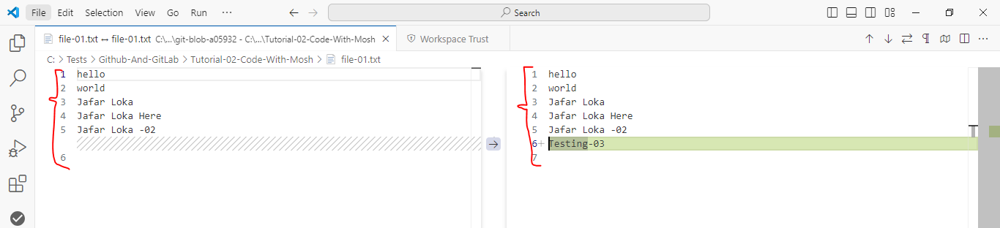 File Edit Selection View Go Run ··· Search
file-01.txt ↔ file-01.txt C:\...\git-blob-a05932 - C:\...\Tutorial-02-Code-With-Mosh Workspace Trust
C: > Tests > Github-And-GitLab > Tutorial-02-Code-With-Mosh > file-01.txt
1 hello
2 world
3 Jafar Loka
4 Jafar Loka Here
5 Jafar Loka -02
6
1 hello
2 world
3 Jafar Loka
4 Jafar Loka Here
5 Jafar Loka -02
6+ Testing-03
7